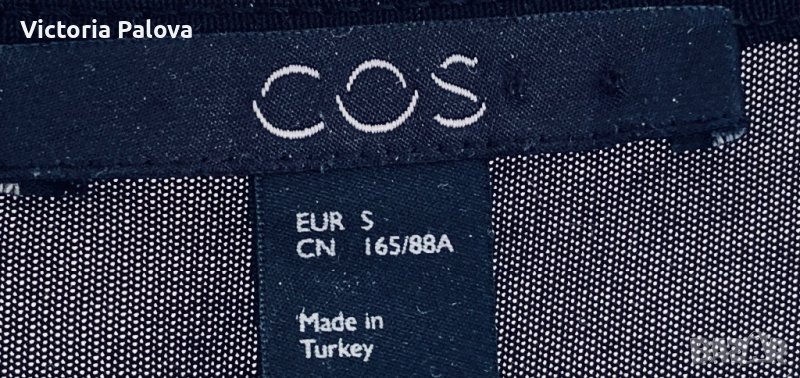 Victoria Palova
COS
EUR S
CN 165/88A
Made in
Turkey